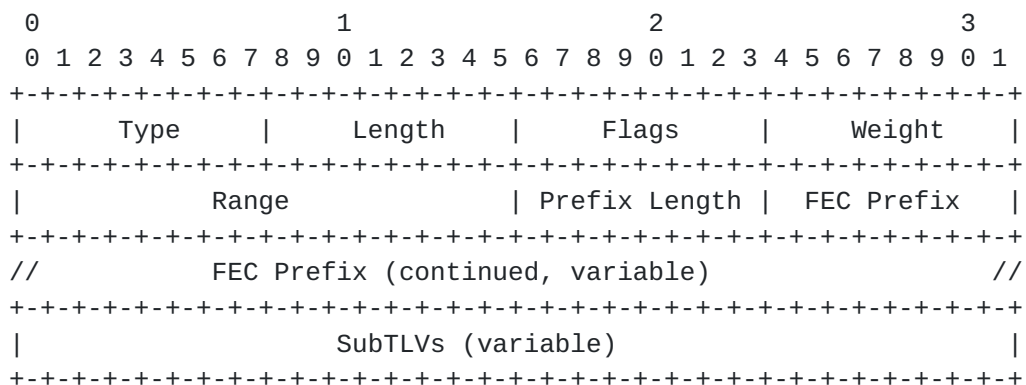 0                   1                   2                   3
 0 1 2 3 4 5 6 7 8 9 0 1 2 3 4 5 6 7 8 9 0 1 2 3 4 5 6 7 8 9 0 1
+-+-+-+-+-+-+-+-+-+-+-+-+-+-+-+-+-+-+-+-+-+-+-+-+-+-+-+-+-+-+-+-+
|      Type     |     Length    |     Flags     |     Weight    |
+-+-+-+-+-+-+-+-+-+-+-+-+-+-+-+-+-+-+-+-+-+-+-+-+-+-+-+-+-+-+-+-+
|            Range              | Prefix Length |  FEC Prefix   |
+-+-+-+-+-+-+-+-+-+-+-+-+-+-+-+-+-+-+-+-+-+-+-+-+-+-+-+-+-+-+-+-+
//           FEC Prefix (continued, variable)                  //
+-+-+-+-+-+-+-+-+-+-+-+-+-+-+-+-+-+-+-+-+-+-+-+-+-+-+-+-+-+-+-+-+
|                    SubTLVs (variable)                         |
+-+-+-+-+-+-+-+-+-+-+-+-+-+-+-+-+-+-+-+-+-+-+-+-+-+-+-+-+-+-+-+-+